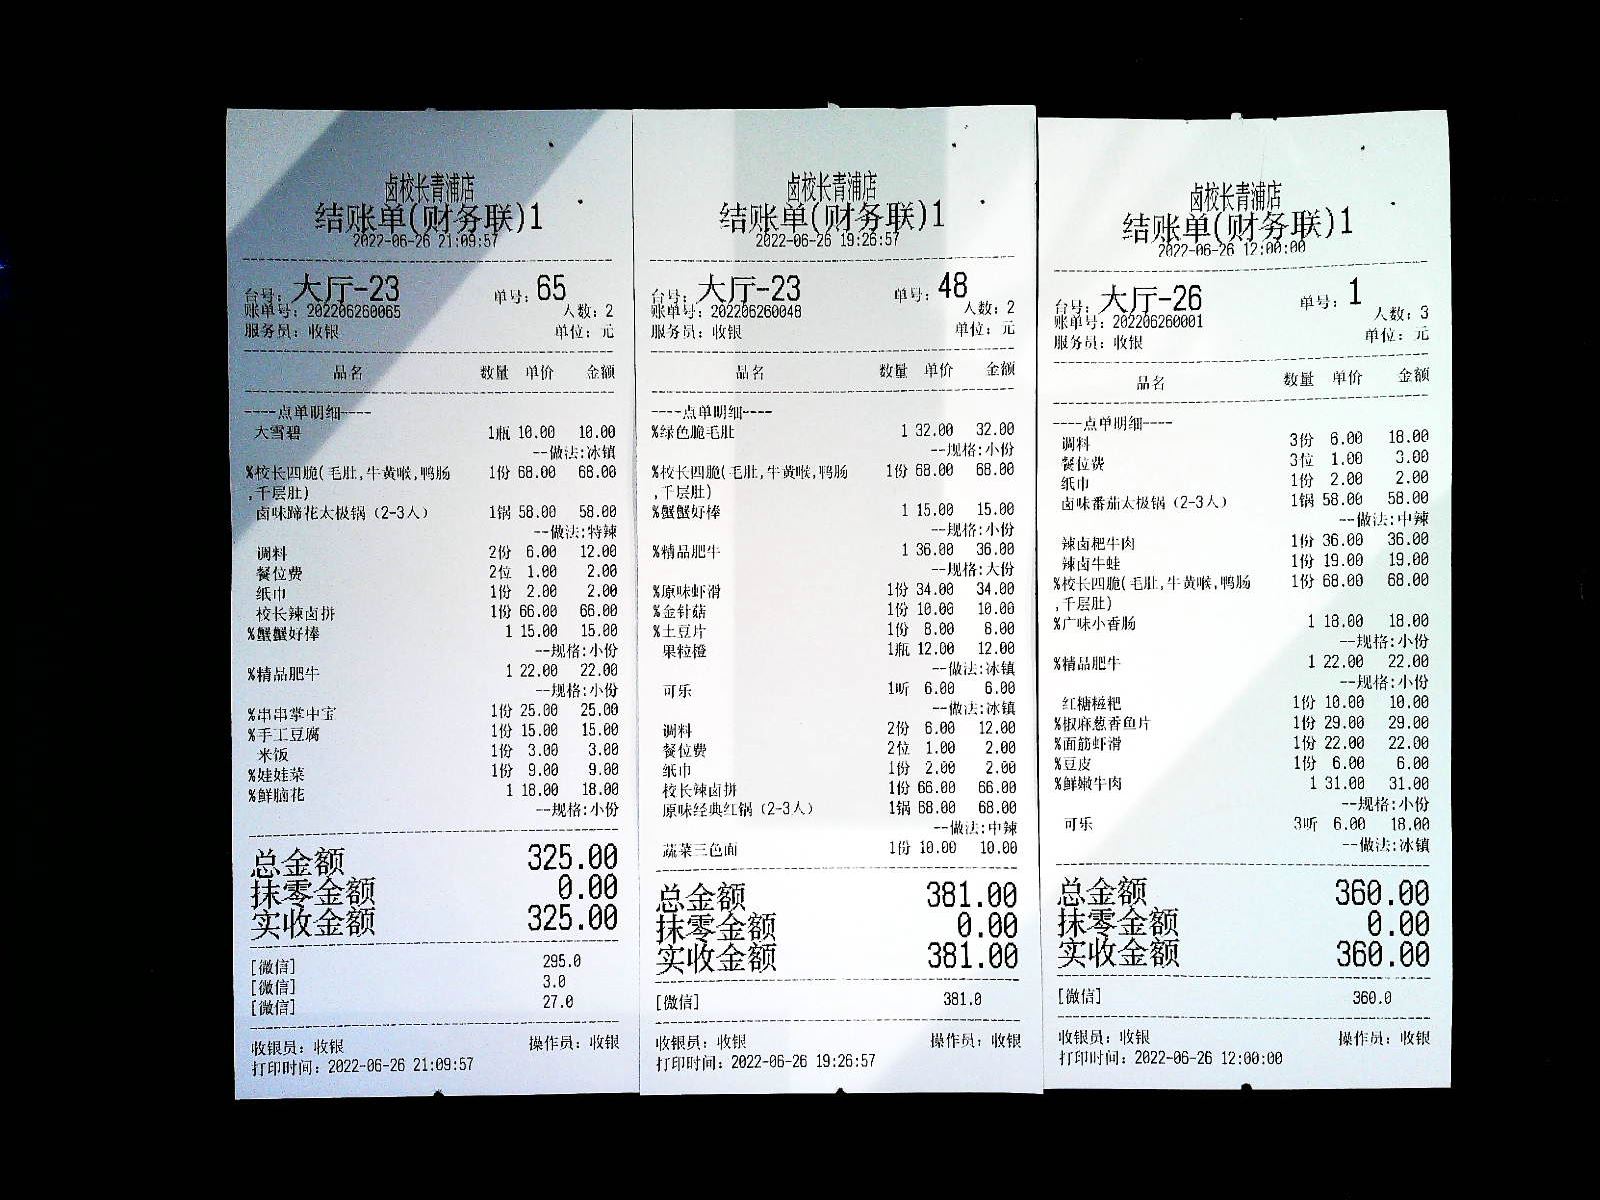 卤校长青浦店
结账单(财务联)1
2022-06-26 21:09:57
台号: 大厅-23 单号: 65
账单号: 202206260065 人数: 2
服务员: 收银 单位: 元
品名 数量 单价 金额
----点单明细----
大雪碧 1瓶 10.00 10.00
--做法:冰镇
%校长四脆(毛肚,牛黄喉,鸭肠 1份 68.00 68.00
,千层肚)
卤味蹄花太极锅（2-3人） 1锅 58.00 58.00
--做法:特辣
调料 2份 6.00 12.00
餐位费 2位 1.00 2.00
纸巾 1份 2.00 2.00
校长辣卤拼 1份 66.00 66.00
%蟹蟹好棒 1 15.00 15.00
--规格:小份
%精品肥牛 1 22.00 22.00
--规格:小份
%串串掌中宝 1份 25.00 25.00
%手工豆腐 1份 15.00 15.00
米饭 1份 3.00 3.00
%娃娃菜 1份 9.00 9.00
%鲜脑花 1 18.00 18.00
--规格:小份
总金额 325.00
抹零金额 0.00
实收金额 325.00
[微信] 295.0
[微信] 3.0
[微信] 27.0
收银员: 收银 操作员: 收银
打印时间: 2022-06-26 21:09:57
卤校长青浦店
结账单(财务联)1
2022-06-26 19:26:57
台号: 大厅-23 单号: 48
账单号: 202206260048 人数: 2
服务员: 收银 单位: 元
品名 数量 单价 金额
----点单明细----
%绿色脆毛肚 1 32.00 32.00
--规格:小份
%校长四脆(毛肚,牛黄喉,鸭肠 1份 68.00 68.00
,千层肚)
%蟹蟹好棒 1 15.00 15.00
--规格:小份
%精品肥牛 1 36.00 36.00
--规格:大份
%原味虾滑 1份 34.00 34.00
%金针菇 1份 10.00 10.00
%土豆片 1份 8.00 8.00
果粒橙 1瓶 12.00 12.00
--做法:冰镇
可乐 1听 6.00 6.00
--做法:冰镇
调料 2份 6.00 12.00
餐位费 2位 1.00 2.00
纸巾 1份 2.00 2.00
校长辣卤拼 1份 66.00 66.00
原味经典红锅（2-3人） 1锅 68.00 68.00
--做法:中辣
蔬菜三色面 1份 10.00 10.00
总金额 381.00
抹零金额 0.00
实收金额 381.00
[微信] 381.0
收银员: 收银 操作员: 收银
打印时间: 2022-06-26 19:26:57
卤校长青浦店
结账单(财务联)1
2022-06-26 12:00:00
台号: 大厅-26 单号: 1
账单号: 202206260001 人数: 3
服务员: 收银 单位: 元
品名 数量 单价 金额
----点单明细----
调料 3份 6.00 18.00
餐位费 3位 1.00 3.00
纸巾 1份 2.00 2.00
卤味番茄太极锅（2-3人） 1锅 58.00 58.00
--做法:中辣
辣卤粑牛肉 1份 36.00 36.00
辣卤牛蛙 1份 19.00 19.00
%校长四脆(毛肚,牛黄喉,鸭肠 1份 68.00 68.00
,千层肚)
%广味小香肠 1 18.00 18.00
--规格:小份
%精品肥牛 1 22.00 22.00
--规格:小份
红糖糍粑 1份 10.00 10.00
%椒麻葱香鱼片 1份 29.00 29.00
%面筋虾滑 1份 22.00 22.00
%豆皮 1份 6.00 6.00
%鲜嫩牛肉 1 31.00 31.00
--规格:小份
可乐 3听 6.00 18.00
--做法:冰镇
总金额 360.00
抹零金额 0.00
实收金额 360.00
[微信] 360.0
收银员: 收银 操作员: 收银
打印时间: 2022-06-26 12:00:00